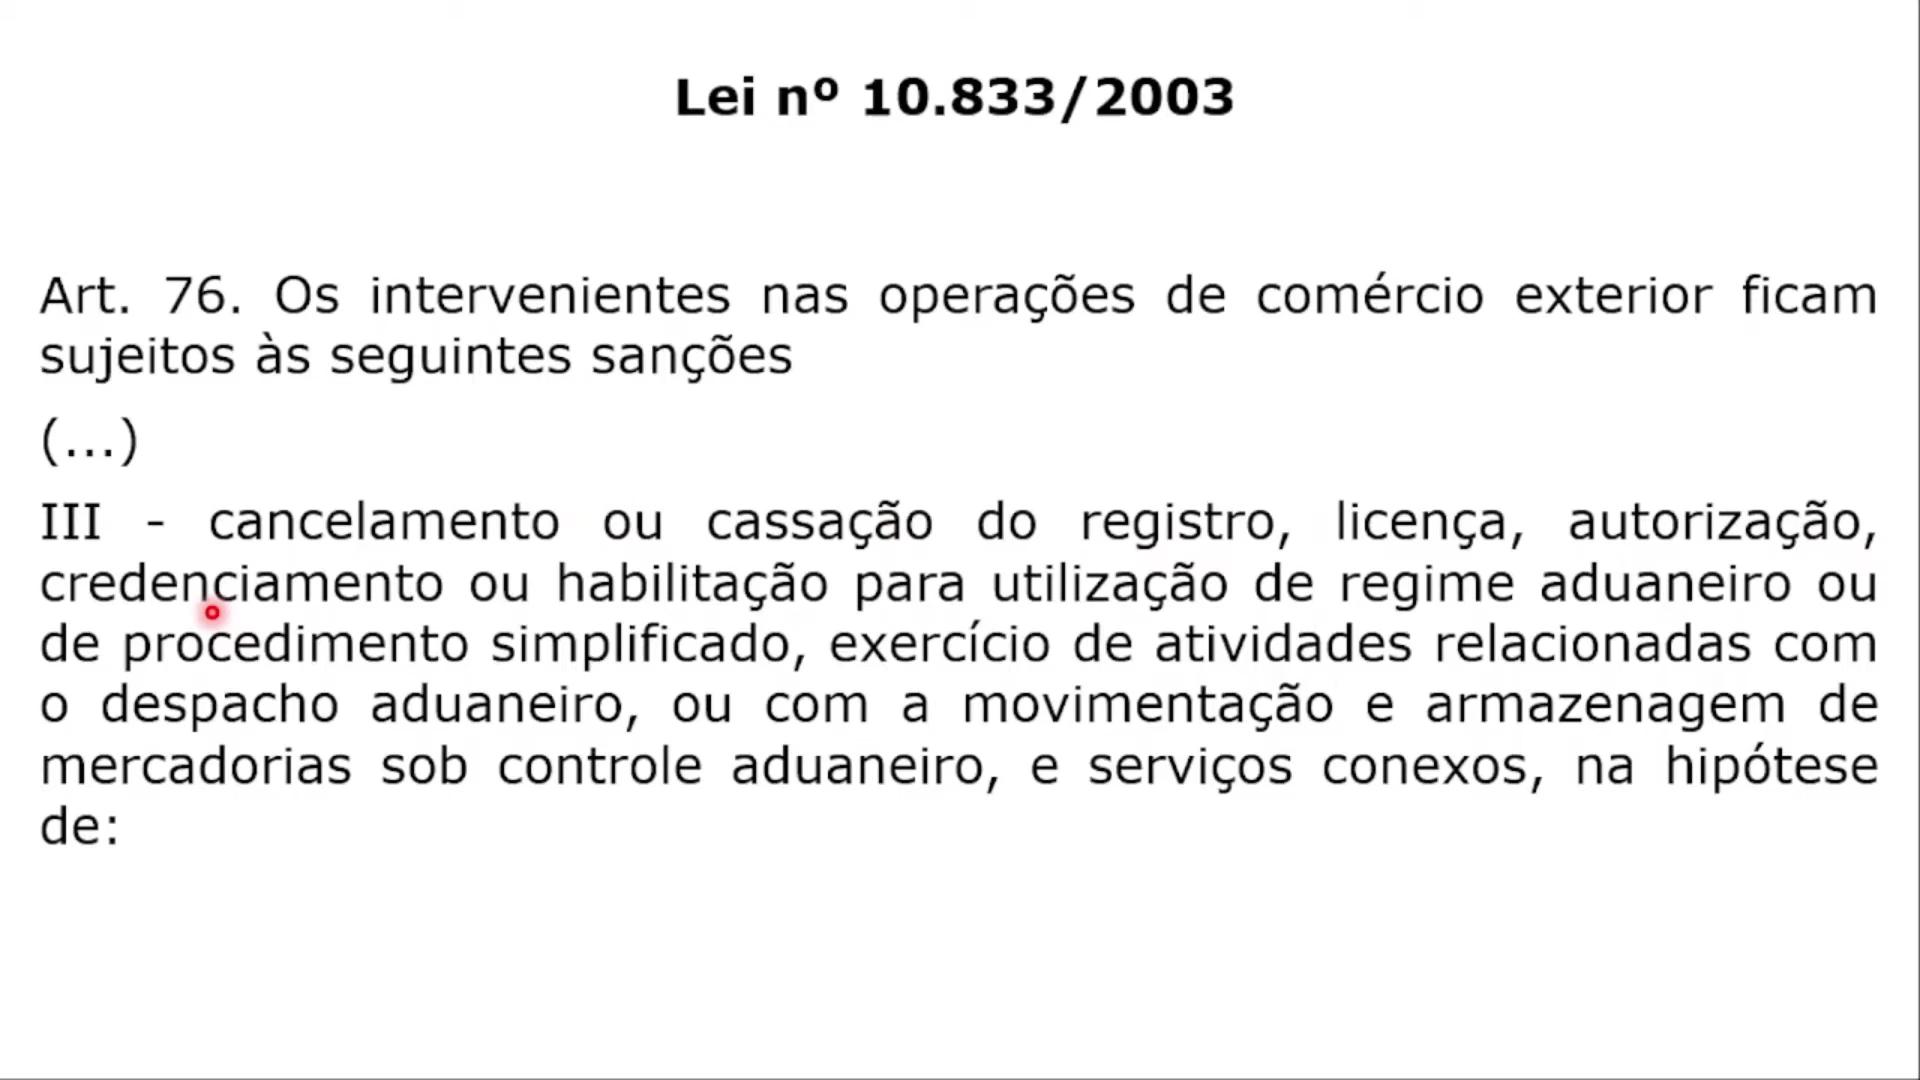 Lei nº 10.833/2003
Art. 76. Os intervenientes nas operações de comércio exterior ficam
sujeitos às seguintes sanções
(...)
III - cancelamento ou cassação do registro, licença, autorização,
credenciamento ou habilitação para utilização de regime aduaneiro ou
de procedimento simplificado, exercício de atividades relacionadas com
o despacho aduaneiro, ou com a movimentação e armazenagem de
mercadorias sob controle aduaneiro, e serviços conexos, na hipótese
de: